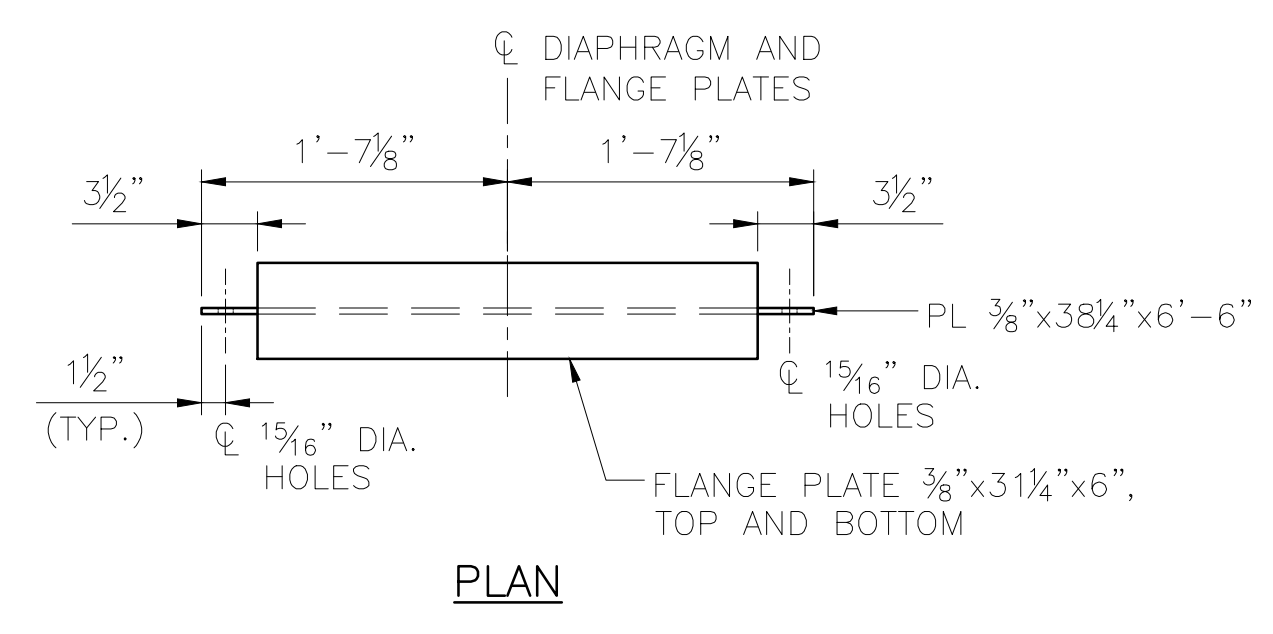 ℄ DIAPHRAGM AND
FLANGE PLATES
1'-7⅛" 1'-7⅛"
3½" 3½"
PL ⅜"x38¼"x6'-6"
1½"
(TYP.)
℄ 15/16" DIA.
HOLES
℄ 15/16" DIA.
HOLES
FLANGE PLATE ⅜"x31¼"x6",
TOP AND BOTTOM
PLAN